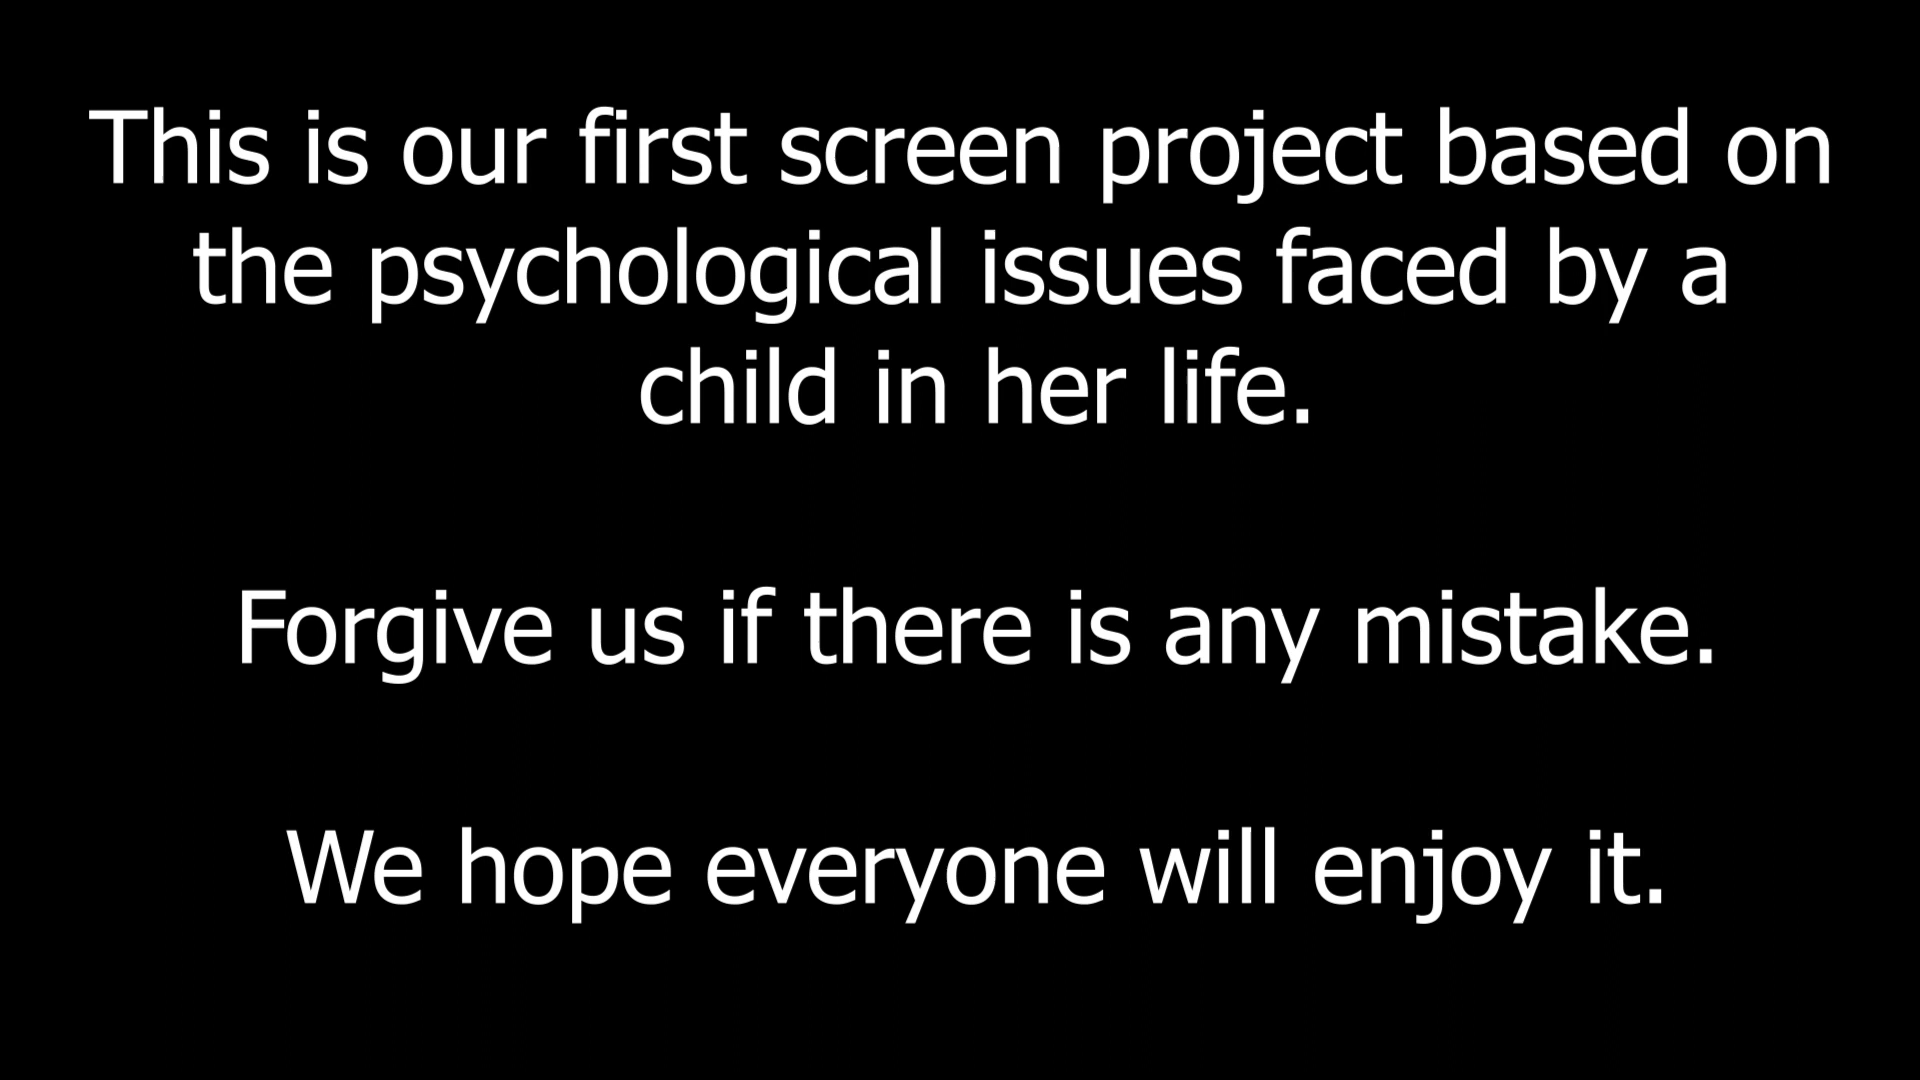 This is our first screen project based on
the psychological issues faced by a
child in her life.
Forgive us if there is any mistake.
We hope everyone will enjoy it.